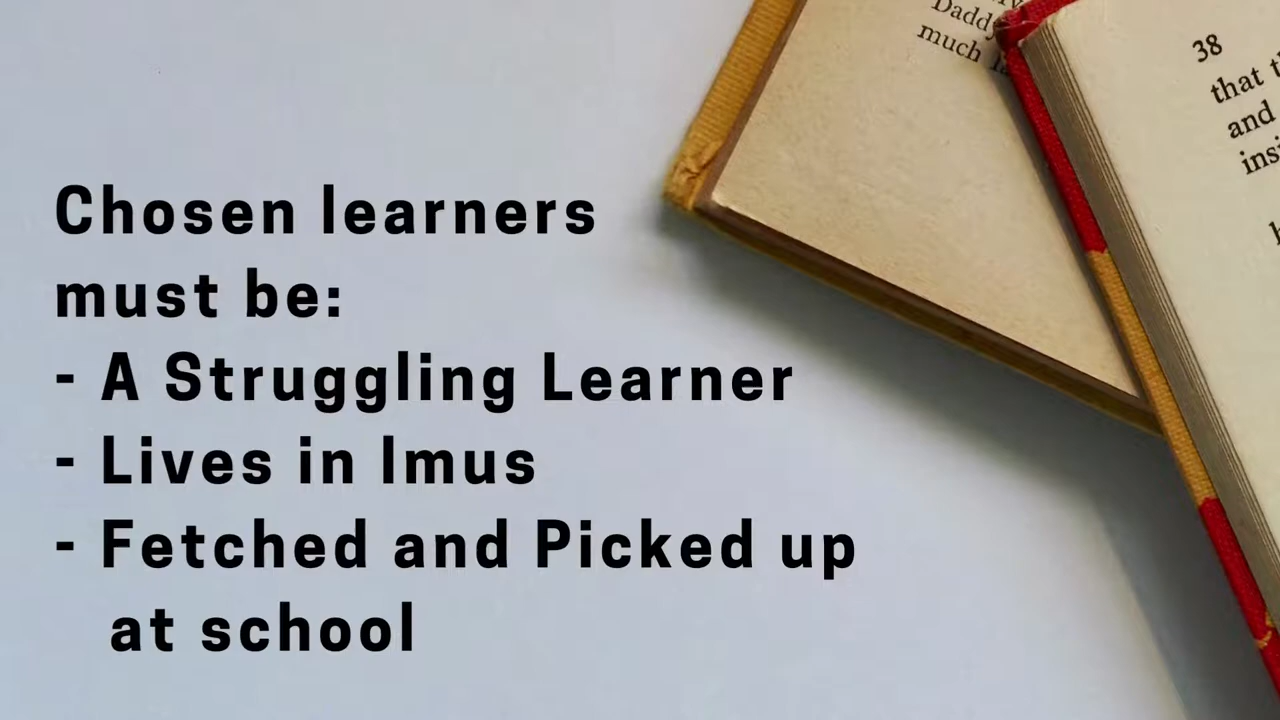 Chosen learners
must be:
- A Struggling Learner
- Lives in Imus
- Fetched and Picked up
at school
Daddy
much
38
that
and